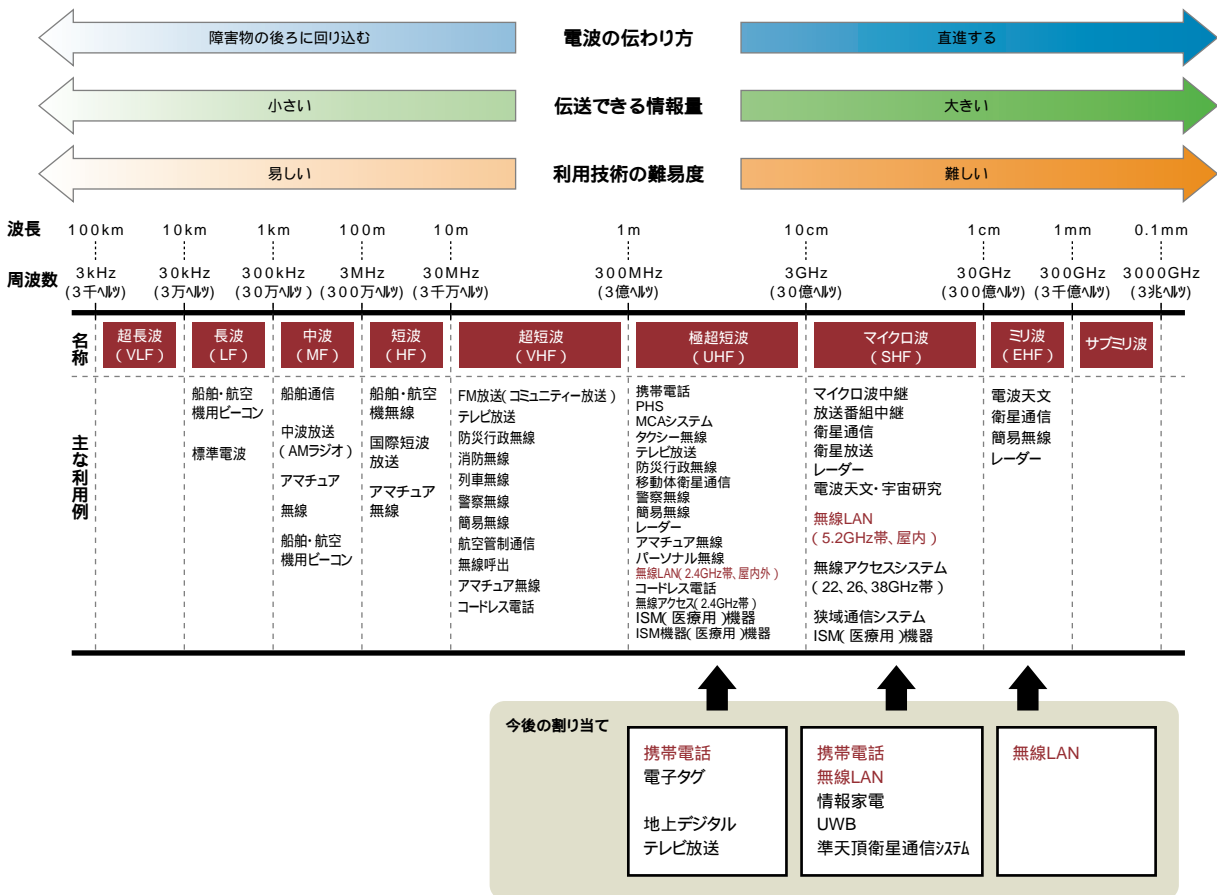 障害物の後ろに回り込む 電波の伝わり方 直進する
小さい 伝送できる情報量 大きい
易しい 利用技術の難易度 難しい
波長 100km 10km 1km 100m 10m 1m 10cm 1cm 1mm 0.1mm
周波数 3kHz 30kHz 300kHz 3MHz 30MHz 300MHz 3GHz 30GHz 300GHz 3000GHz
(3千ヘルツ) (3万ヘルツ) (30万ヘルツ) (300万ヘルツ) (3千万ヘルツ) (3億ヘルツ) (30億ヘルツ) (300億ヘルツ) (3千億ヘルツ) (3兆ヘルツ)
名称
超長波
(VLF)
長波
(LF)
中波
(MF)
短波
(HF)
超短波
(VHF)
極超短波
(UHF)
マイクロ波
(SHF)
ミリ波
(EHF)
サブミリ波
主な利用例
船舶・航空
機用ビーコン
標準電波
船舶通信
中波放送
(AMラジオ)
アマチュア
無線
船舶・航空
機用ビーコン
船舶・航空
機無線
国際短波
放送
アマチュア
無線
FM放送(コミュニティー放送)
テレビ放送
防災行政無線
消防無線
列車無線
警察無線
簡易無線
航空管制通信
無線呼出
アマチュア無線
コードレス電話
携帯電話
PHS
MCAシステム
タクシー無線
テレビ放送
防災行政無線
移動体衛星通信
警察無線
簡易無線
レーダー
アマチュア無線
パーソナル無線
無線LAN(2.4GHz帯、屋内外)
コードレス電話
無線アクセス(2.4GHz帯)
ISM(医療用)機器
ISM機器(医療用)機器
マイクロ波中継
放送番組中継
衛星通信
衛星放送
レーダー
電波天文・宇宙研究
無線LAN
(5.2GHz帯、屋内)
無線アクセスシステム
(22、26、38GHz帯)
狭域通信システム
ISM(医療用)機器
電波天文
衛星通信
簡易無線
レーダー
今後の割り当て
携帯電話
電子タグ
地上デジタル
テレビ放送
携帯電話
無線LAN
情報家電
UWB
準天頂衛星通信システム
無線LAN